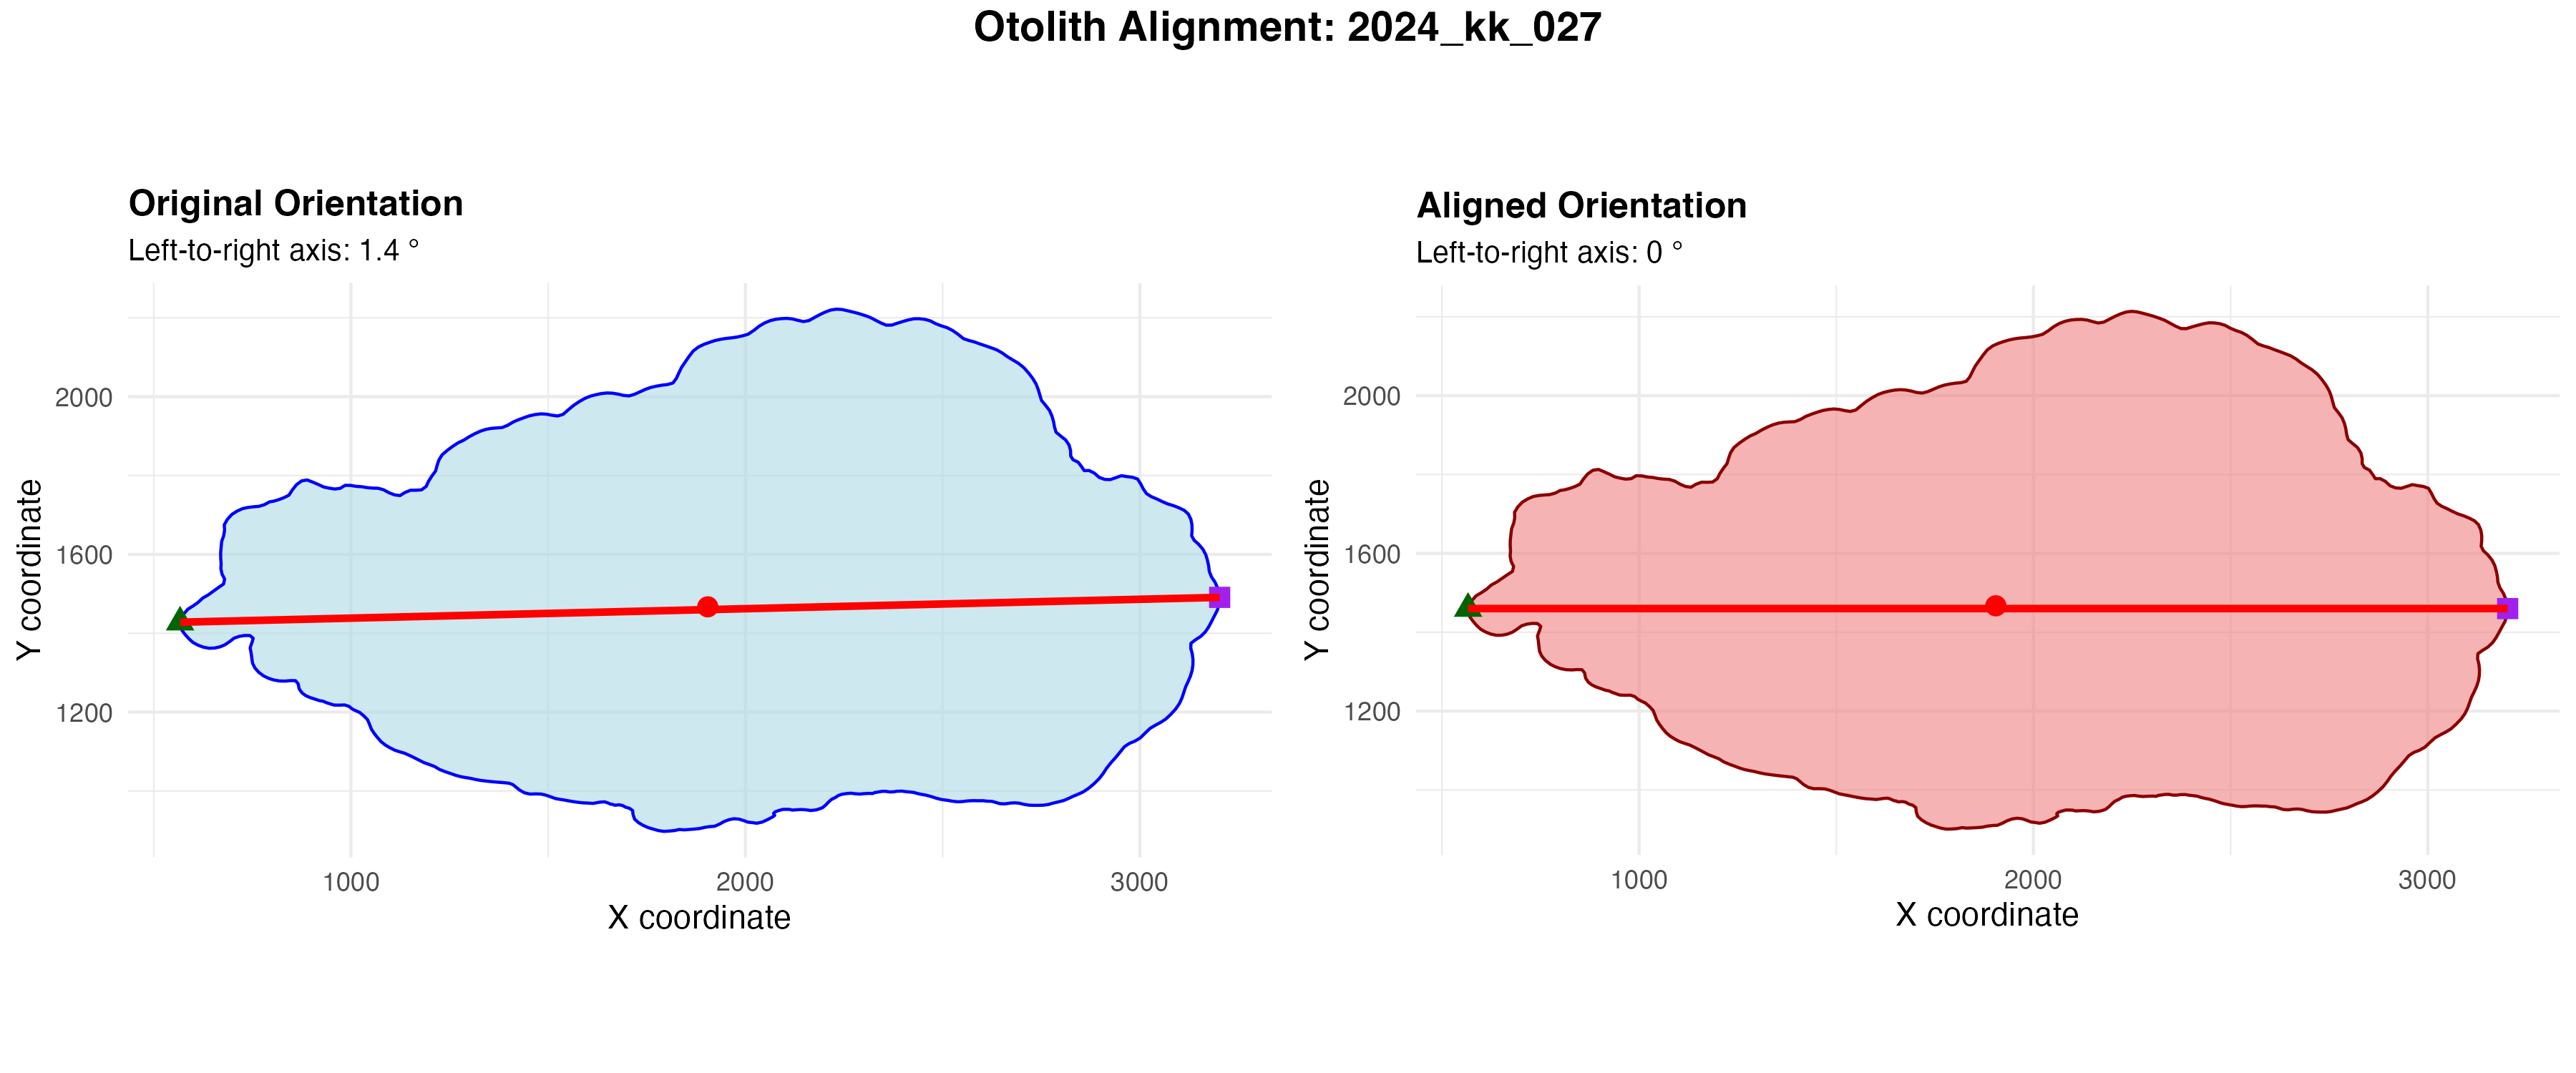 Otolith Alignment: 2024_kk_027
Original Orientation
Left-to-right axis: 1.4 °
Y coordinate
2000
1600
1200
1000
2000
3000
X coordinate
Aligned Orientation
Left-to-right axis: 0 °
Y coordinate
2000
1600
1200
1000
2000
3000
X coordinate